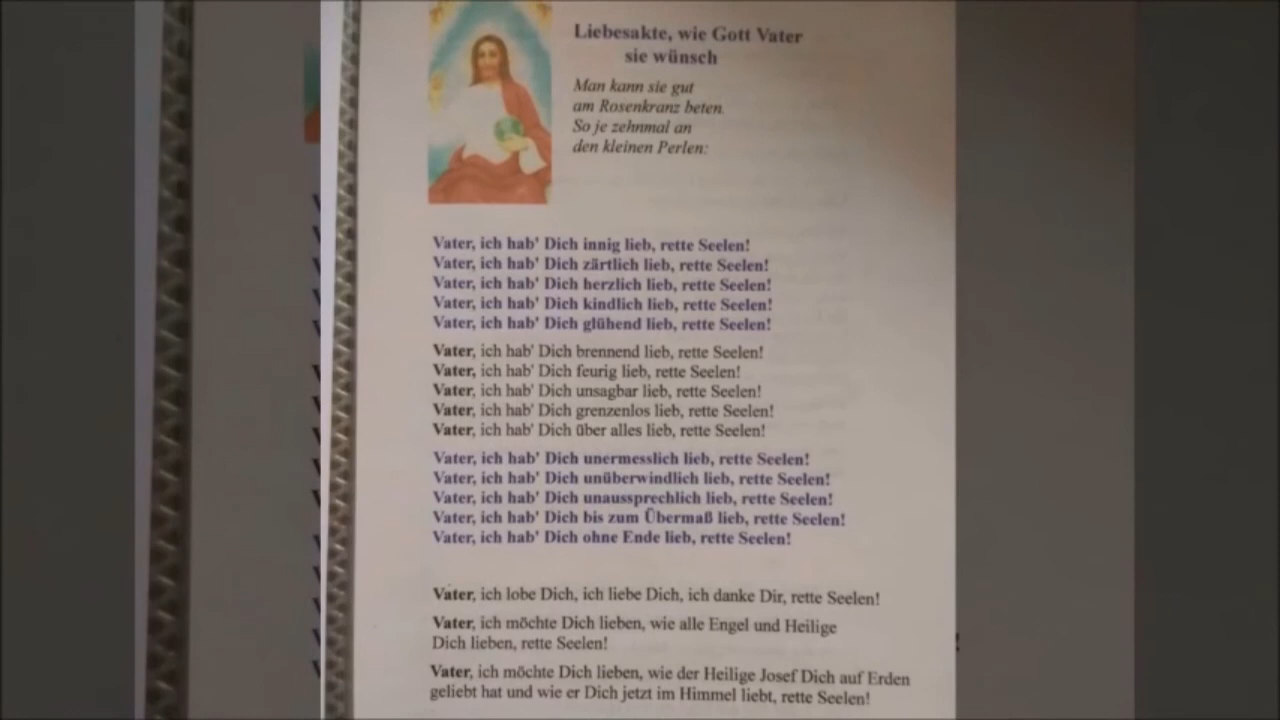 Liebesakte, wie Gott Vater
sie wünsch
Man kann sie gut
am Rosenkranz beten.
So je zehnmal an
den kleinen Perlen:
Vater, ich hab' Dich innig lieb, rette Seelen!
Vater, ich hab' Dich zärtlich lieb, rette Seelen!
Vater, ich hab' Dich herzlich lieb, rette Seelen!
Vater, ich hab' Dich kindlich lieb, rette Seelen!
Vater, ich hab' Dich glühend lieb, rette Seelen!
Vater, ich hab' Dich brennend lieb, rette Seelen!
Vater, ich hab' Dich feurig lieb, rette Seelen!
Vater, ich hab' Dich unsagbar lieb, rette Seelen!
Vater, ich hab' Dich grenzenlos lieb, rette Seelen!
Vater, ich hab' Dich über alles lieb, rette Seelen!
Vater, ich hab' Dich unermesslich lieb, rette Seelen!
Vater, ich hab' Dich unüberwindlich lieb, rette Seelen!
Vater, ich hab' Dich unaussprechlich lieb, rette Seelen!
Vater, ich hab' Dich bis zum Übermaß lieb, rette Seelen!
Vater, ich hab' Dich ohne Ende lieb, rette Seelen!
Vater, ich lobe Dich, ich liebe Dich, ich danke Dir, rette Seelen!
Vater, ich möchte Dich lieben, wie alle Engel und Heilige
Dich lieben, rette Seelen!
Vater, ich möchte Dich lieben, wie der Heilige Josef Dich auf Erden
geliebt hat und wie er Dich jetzt im Himmel liebt, rette Seelen!